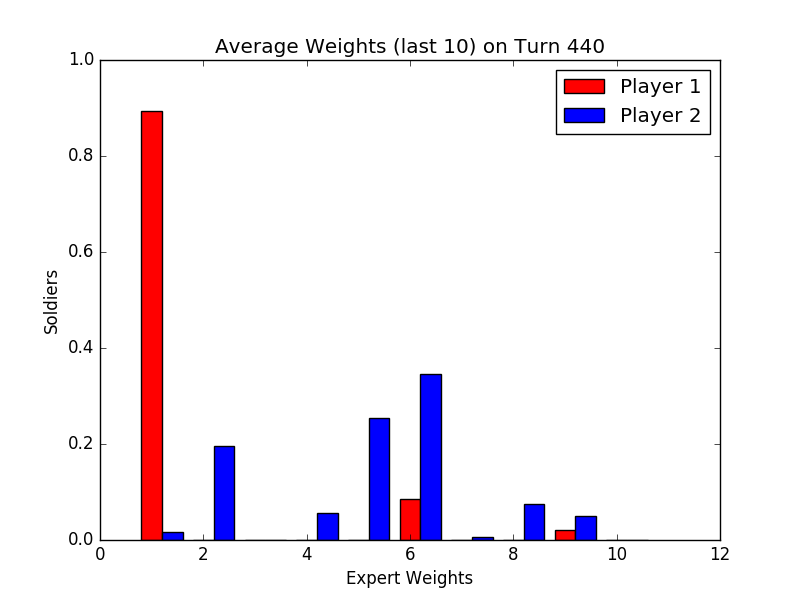 Average Weights (last 10) on Turn 440
1.0
0.8
0.6
0.4
0.2
0.0
Soldiers
Player 1
Player 2
0 2 4 6 8 10 12
Expert Weights